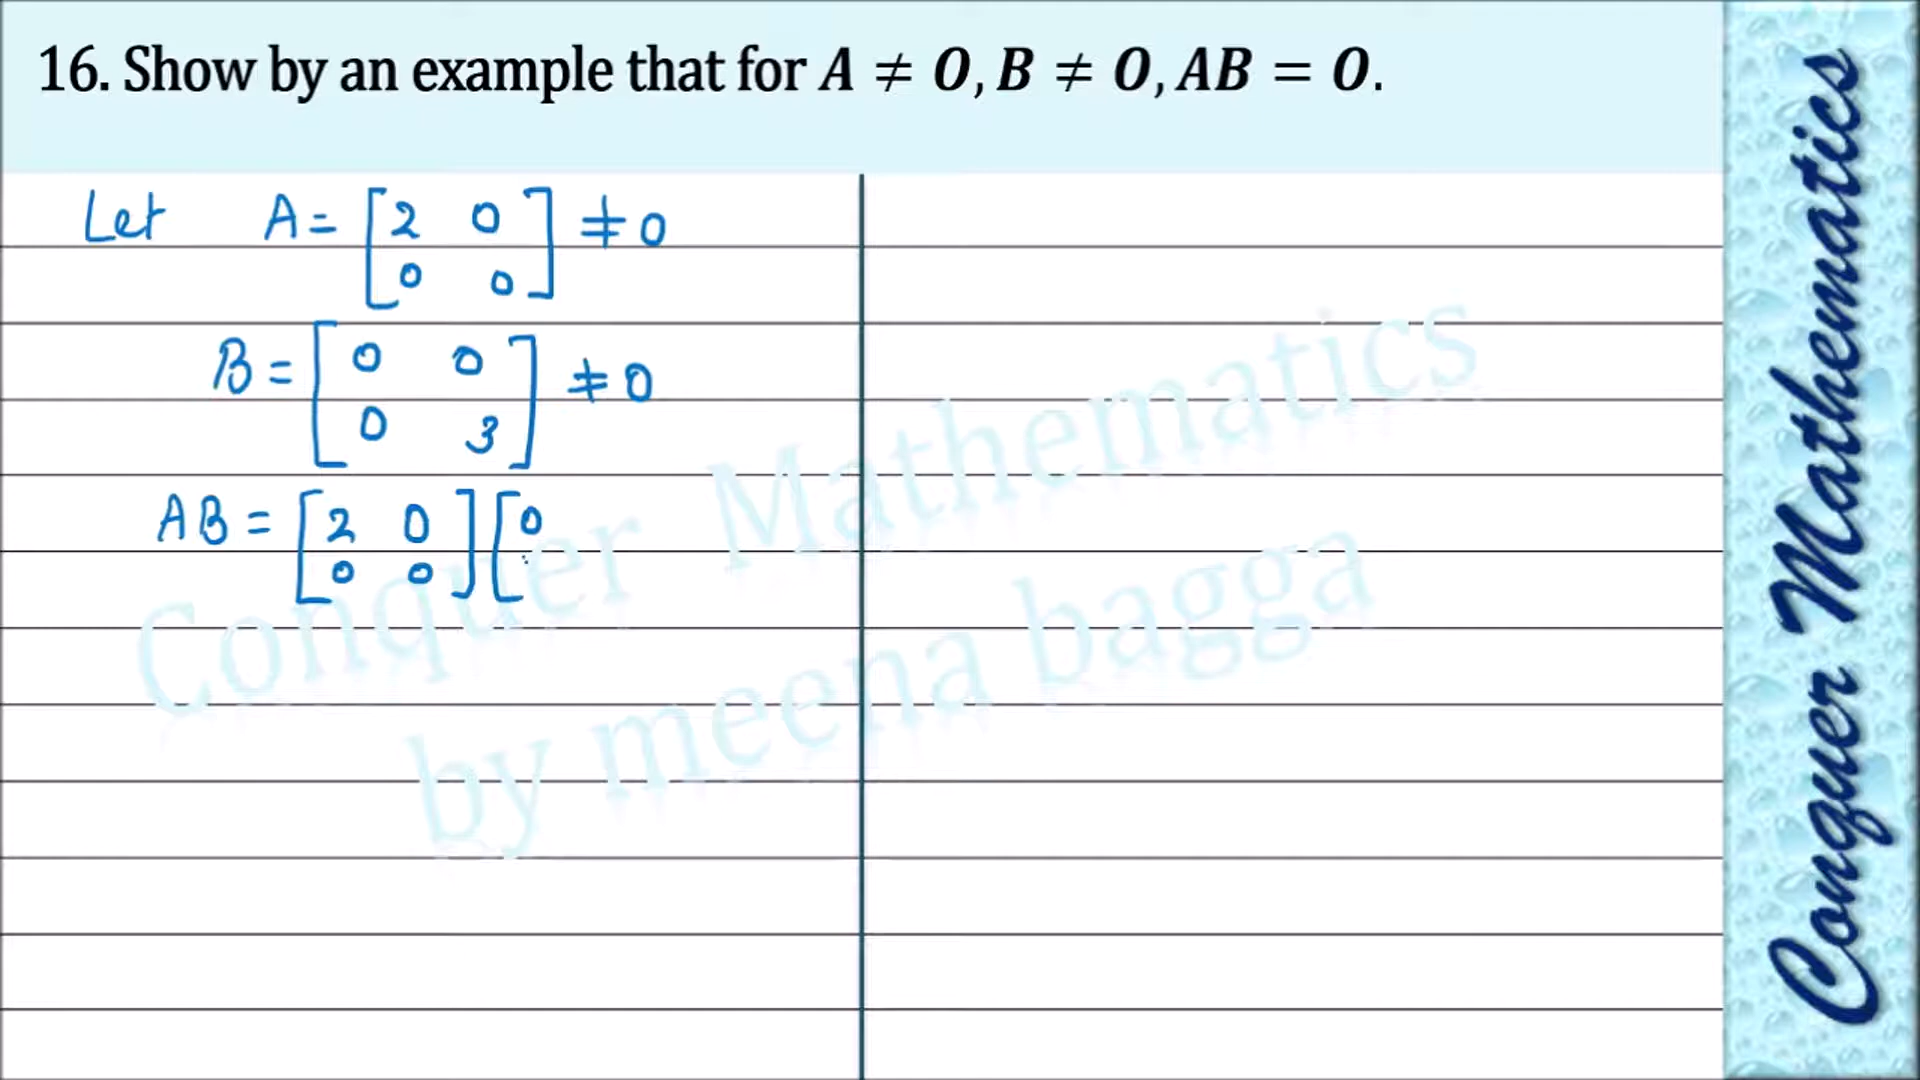 16. Show by an example that for A ≠ O, B ≠ O, AB = O.
Let A = [2 0
0 0] ≠ 0
B = [0 0
0 3] ≠ 0
AB = [2 0
0 0] [0
Conquer Mathematics
by meena bagga
Conquer Mathematics